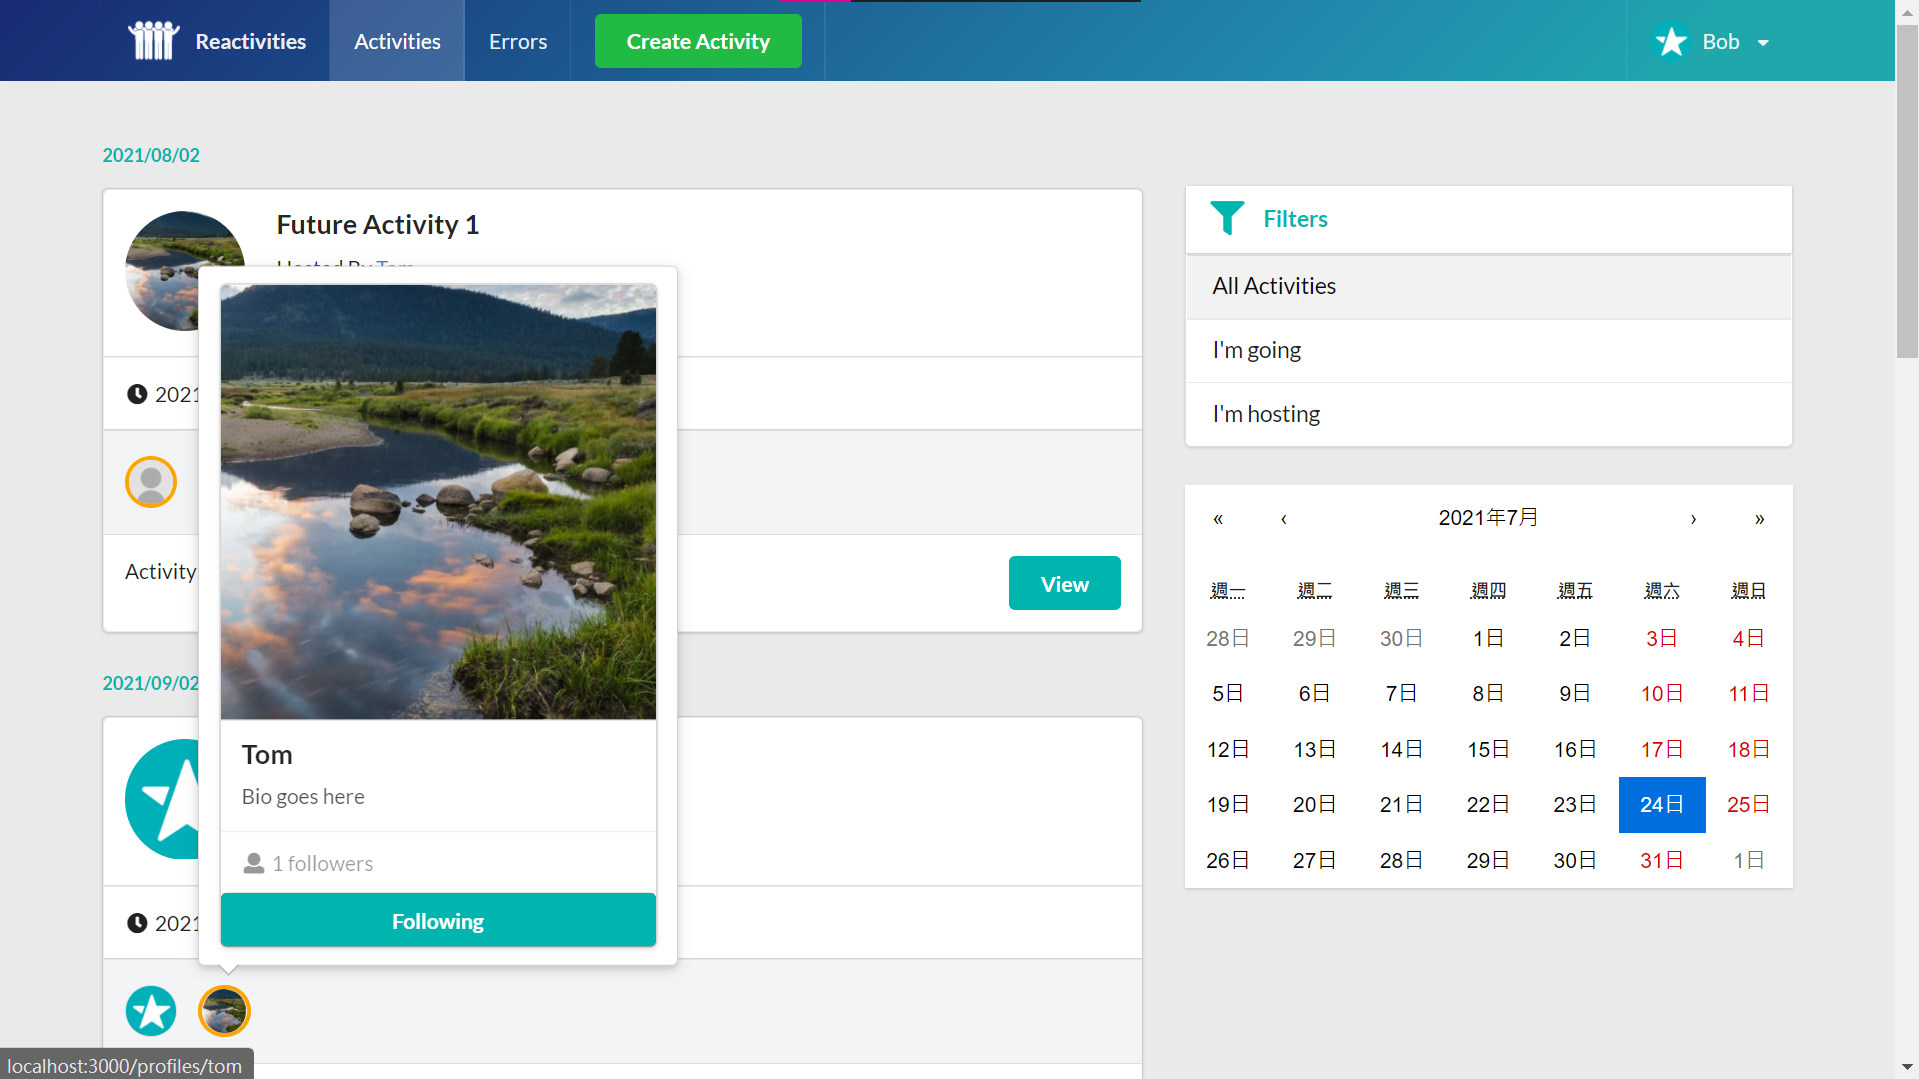 Reactivities
Activities
Errors
Create Activity
Bob
2021/08/02
Future Activity 1
Hosted By Tom
2021
Activity
View
2021/09/02
Tom
Bio goes here
1 followers
Following
2021
Filters
All Activities
I'm going
I'm hosting
« ‹ 2021年7月 › »
週一 週二 週三 週四 週五 週六 週日
28日 29日 30日 1日 2日 3日 4日
5日 6日 7日 8日 9日 10日 11日
12日 13日 14日 15日 16日 17日 18日
19日 20日 21日 22日 23日 24日 25日
26日 27日 28日 29日 30日 31日 1日
localhost:3000/profiles/tom